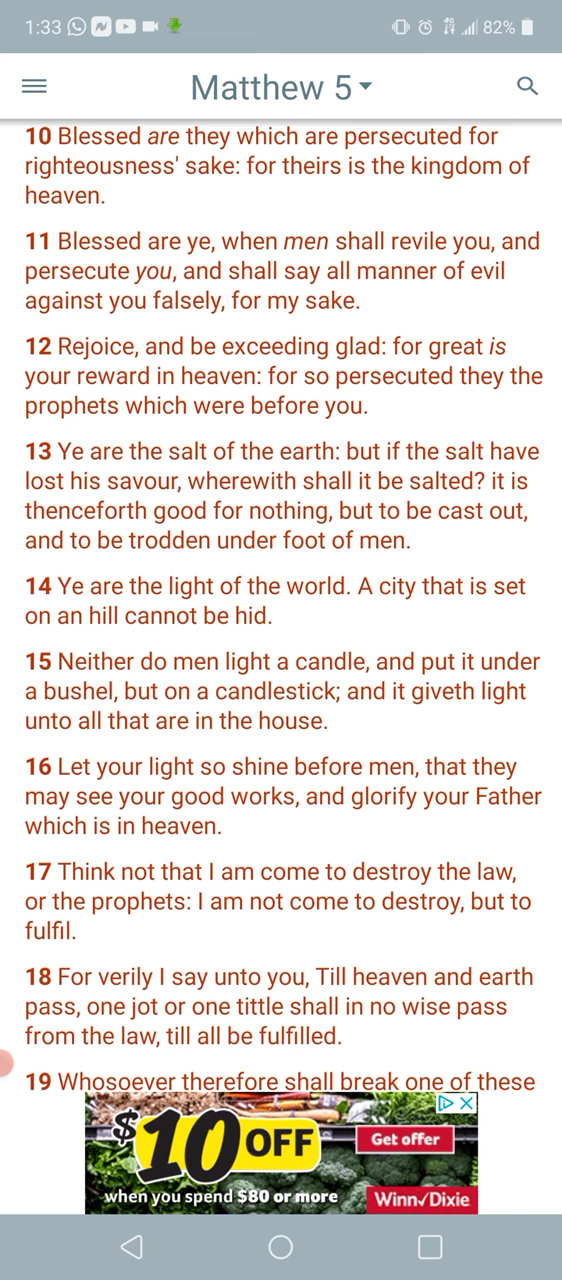 1:33
82%
Matthew 5
10 Blessed are they which are persecuted for
righteousness' sake: for theirs is the kingdom of
heaven.
11 Blessed are ye, when men shall revile you, and
persecute you, and shall say all manner of evil
against you falsely, for my sake.
12 Rejoice, and be exceeding glad: for great is
your reward in heaven: for so persecuted they the
prophets which were before you.
13 Ye are the salt of the earth: but if the salt have
lost his savour, wherewith shall it be salted? it is
thenceforth good for nothing, but to be cast out,
and to be trodden under foot of men.
14 Ye are the light of the world. A city that is set
on an hill cannot be hid.
15 Neither do men light a candle, and put it under
a bushel, but on a candlestick; and it giveth light
unto all that are in the house.
16 Let your light so shine before men, that they
may see your good works, and glorify your Father
which is in heaven.
17 Think not that I am come to destroy the law,
or the prophets: I am not come to destroy, but to
fulfil.
18 For verily I say unto you, Till heaven and earth
pass, one jot or one tittle shall in no wise pass
from the law, till all be fulfilled.
19 Whosoever therefore shall break one of these
$10 OFF
Get offer
when you spend $80 or more
Winn✓Dixie